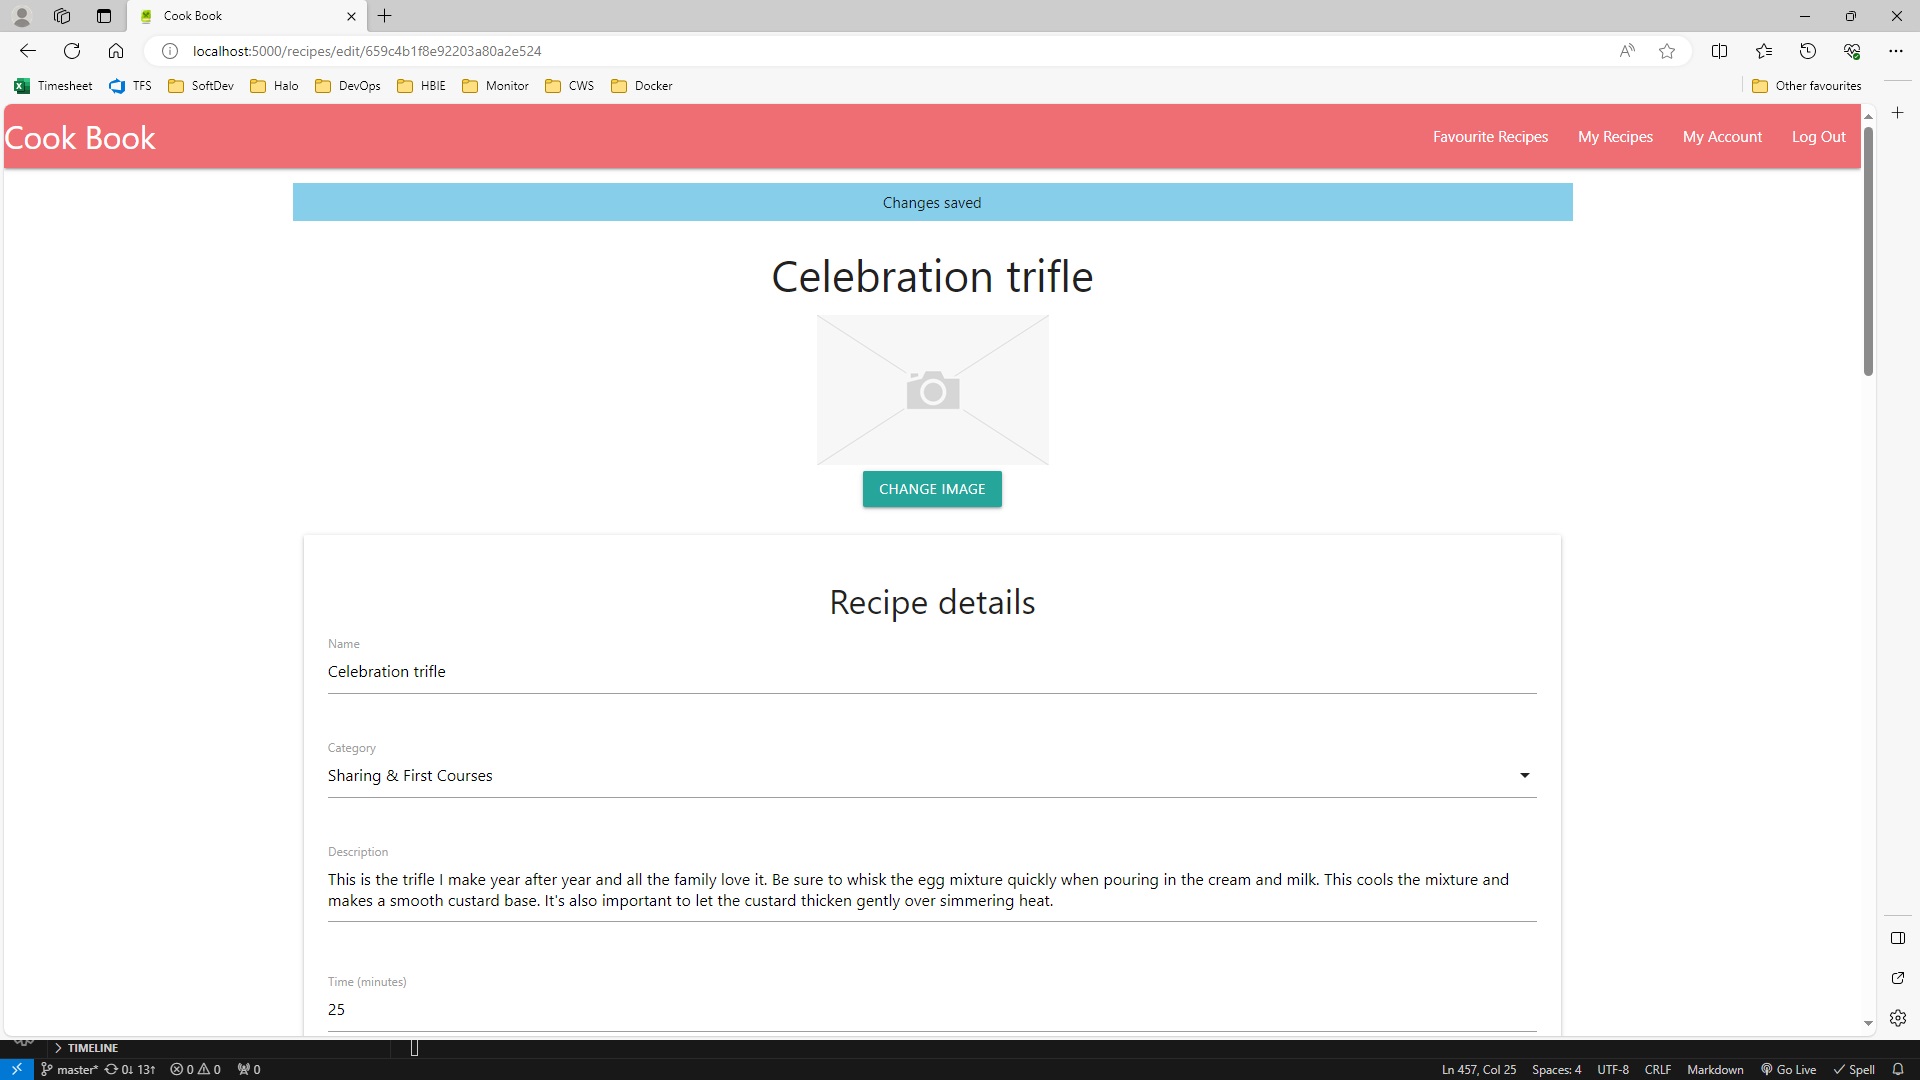 Cook Book
localhost:5000/recipes/edit/659c4b1f8e92203a80a2e524
Timesheet TFS SoftDev Halo DevOps HBIE Monitor CWS Docker Other favourites
Cook Book Favourite Recipes My Recipes My Account Log Out
Changes saved
Celebration trifle
CHANGE IMAGE
Recipe details
Name
Celebration trifle
Category
Sharing & First Courses
Description
This is the trifle I make year after year and all the family love it. Be sure to whisk the egg mixture quickly when pouring in the cream and milk. This cools the mixture and
makes a smooth custard base. It's also important to let the custard thicken gently over simmering heat.
Time (minutes)
25
TIMELINE
master* 0↓ 13↑ 0 0 0 Ln 457, Col 25 Spaces: 4 UTF-8 CRLF Markdown Go Live Spell